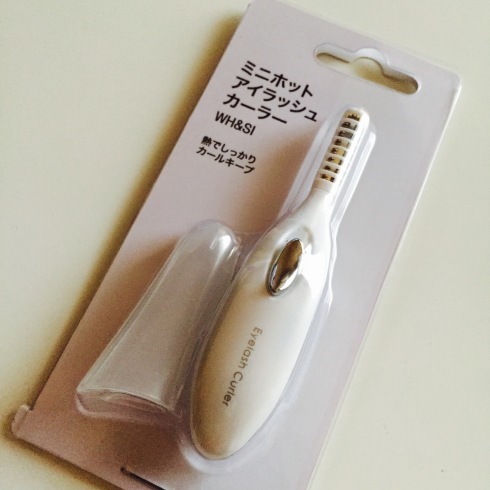 ミニホット
アイラッシュ
カーラー
WH&SI
熱でしっかり
カールキープ
Eyelash Curler